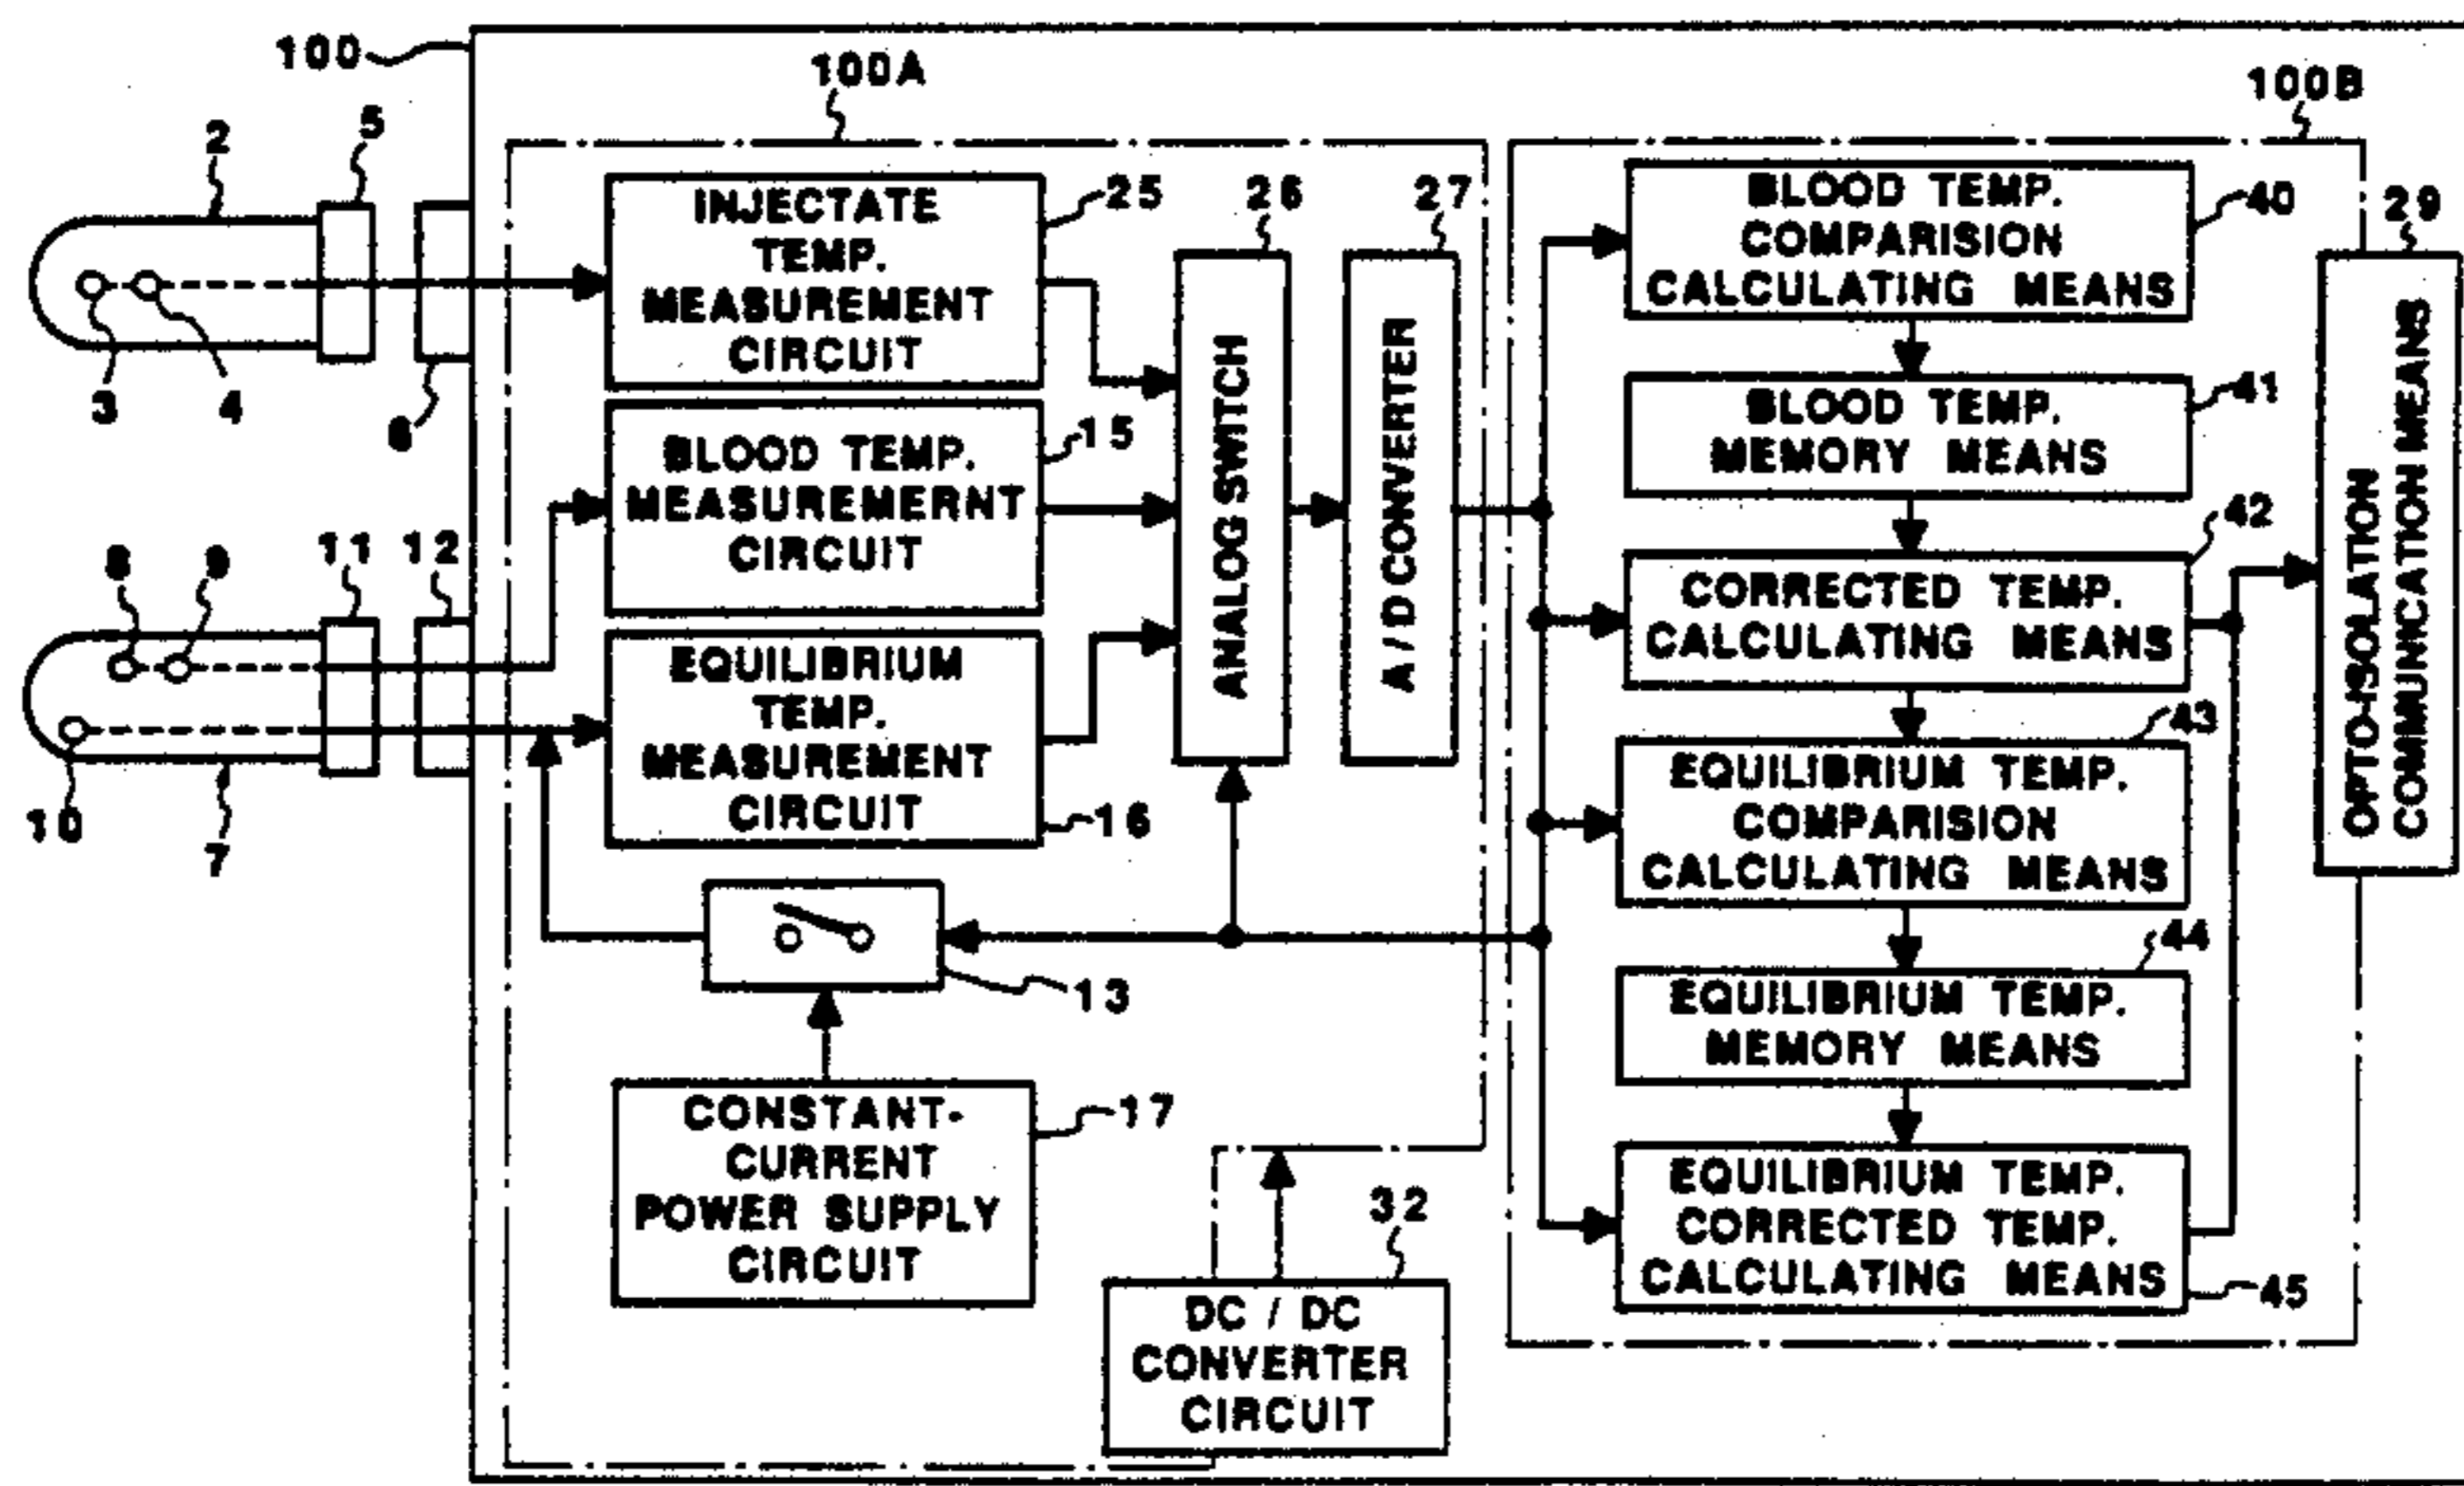 100
100A
100B
2
5
3
4
6
INJECTATE
TEMP.
MEASUREMENT
CIRCUIT
25
BLOOD TEMP.
MEASUREMERNT
CIRCUIT
15
8
9
11
12
10
7
EQUILIBRIUM
TEMP.
MEASUREMENT
CIRCUIT
16
13
CONSTANT-
CURRENT
POWER SUPPLY
CIRCUIT
17
26
ANALOG SWITCH
27
A / D CONVERTER
32
DC / DC
CONVERTER
CIRCUIT
BLOOD TEMP.
COMPARISION
CALCULATING MEANS
40
BLOOD TEMP.
MEMORY MEANS
41
CORRECTED TEMP.
CALCULATING MEANS
42
EQUILIBRIUM TEMP.
COMPARISION
CALCULATING MEANS
43
EQUILIBRIUM TEMP.
MEMORY MEANS
44
EQUILIBRIUM TEMP.
CORRECTED TEMP.
CALCULATING MEANS
45
29
OPTO-ISOLATION
COMMUNICATION MEANS